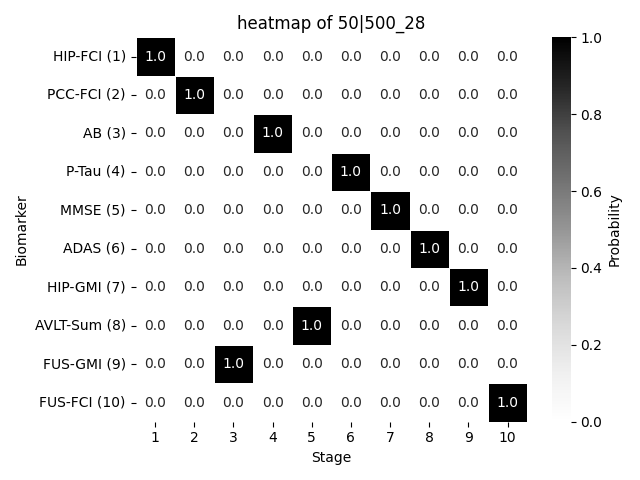 heatmap of 50|500_28
HIP-FCI (1) 1.0 0.0 0.0 0.0 0.0 0.0 0.0 0.0 0.0 0.0
PCC-FCI (2) 0.0 1.0 0.0 0.0 0.0 0.0 0.0 0.0 0.0 0.0
AB (3) 0.0 0.0 0.0 1.0 0.0 0.0 0.0 0.0 0.0 0.0
P-Tau (4) 0.0 0.0 0.0 0.0 0.0 1.0 0.0 0.0 0.0 0.0
MMSE (5) 0.0 0.0 0.0 0.0 0.0 0.0 1.0 0.0 0.0 0.0
ADAS (6) 0.0 0.0 0.0 0.0 0.0 0.0 0.0 1.0 0.0 0.0
HIP-GMI (7) 0.0 0.0 0.0 0.0 0.0 0.0 0.0 0.0 1.0 0.0
AVLT-Sum (8) 0.0 0.0 0.0 0.0 1.0 0.0 0.0 0.0 0.0 0.0
FUS-GMI (9) 0.0 0.0 1.0 0.0 0.0 0.0 0.0 0.0 0.0 0.0
FUS-FCI (10) 0.0 0.0 0.0 0.0 0.0 0.0 0.0 0.0 0.0 1.0
1 2 3 4 5 6 7 8 9 10
Stage
Biomarker
1.0
0.8
0.6
0.4
0.2
0.0
Probability